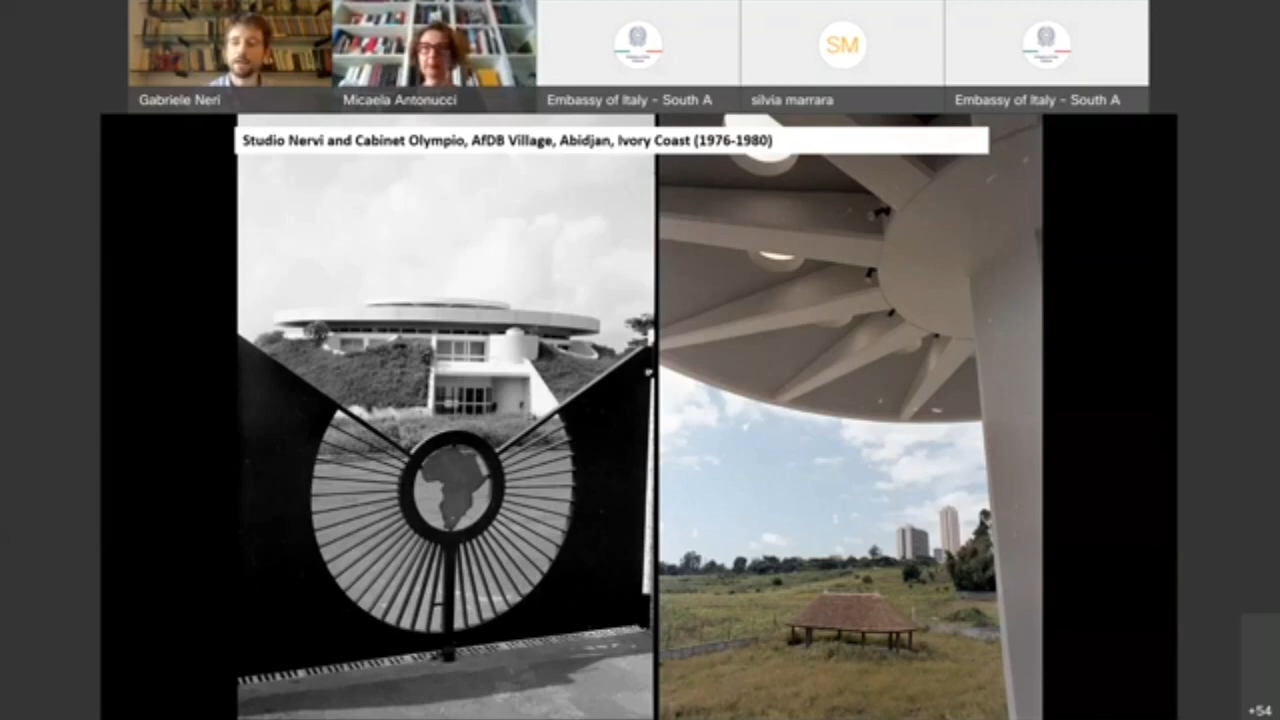 Gabriele Neri
Micaela Antonucci
Embassy of Italy - South A
SM
silvia marrara
Embassy of Italy - South A
Studio Nervi and Cabinet Olympio, AfDB Village, Abidjan, Ivory Coast (1976-1980)
+54